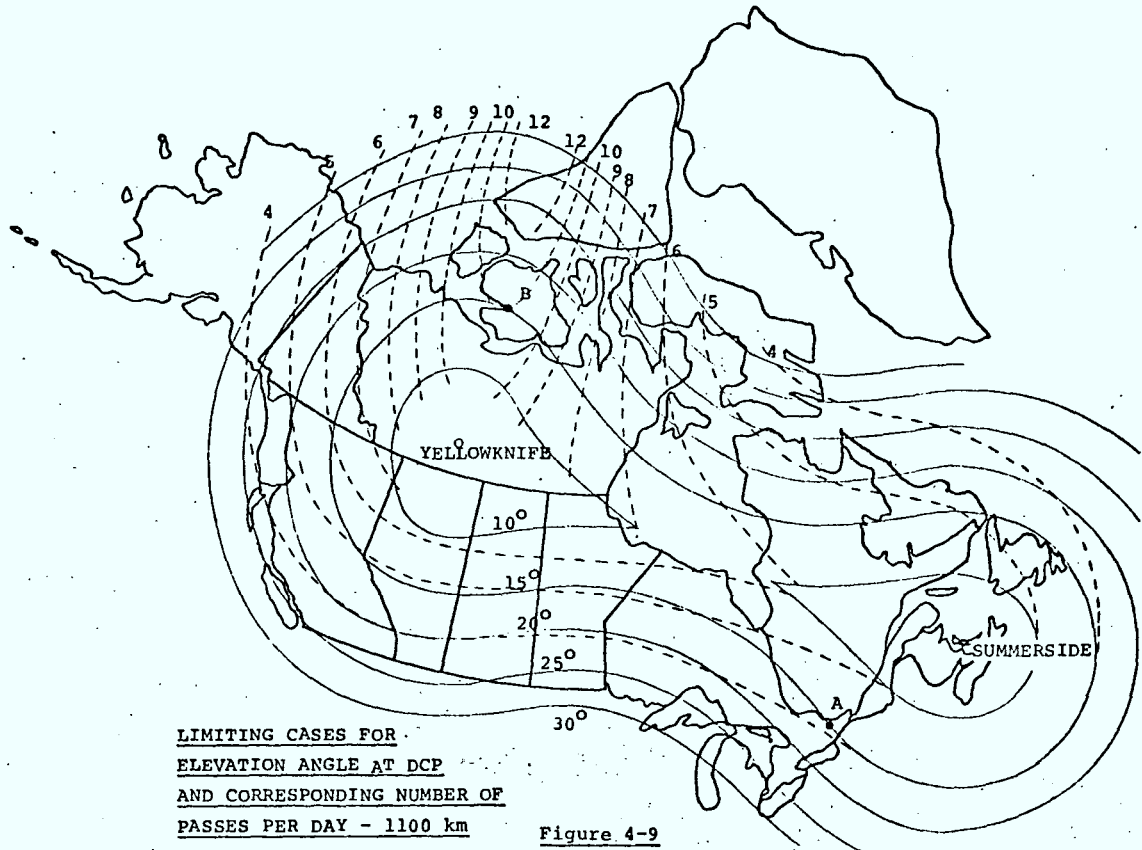 4
5
6
7
8
9
10
12
12
10
9
8
7
6
5
4
B
YELLOWKNIFE
10°
15°
20°
25°
30°
SUMMERSIDE
A
LIMITING CASES FOR
ELEVATION ANGLE AT DCP
AND CORRESPONDING NUMBER OF
PASSES PER DAY - 1100 km
Figure 4-9